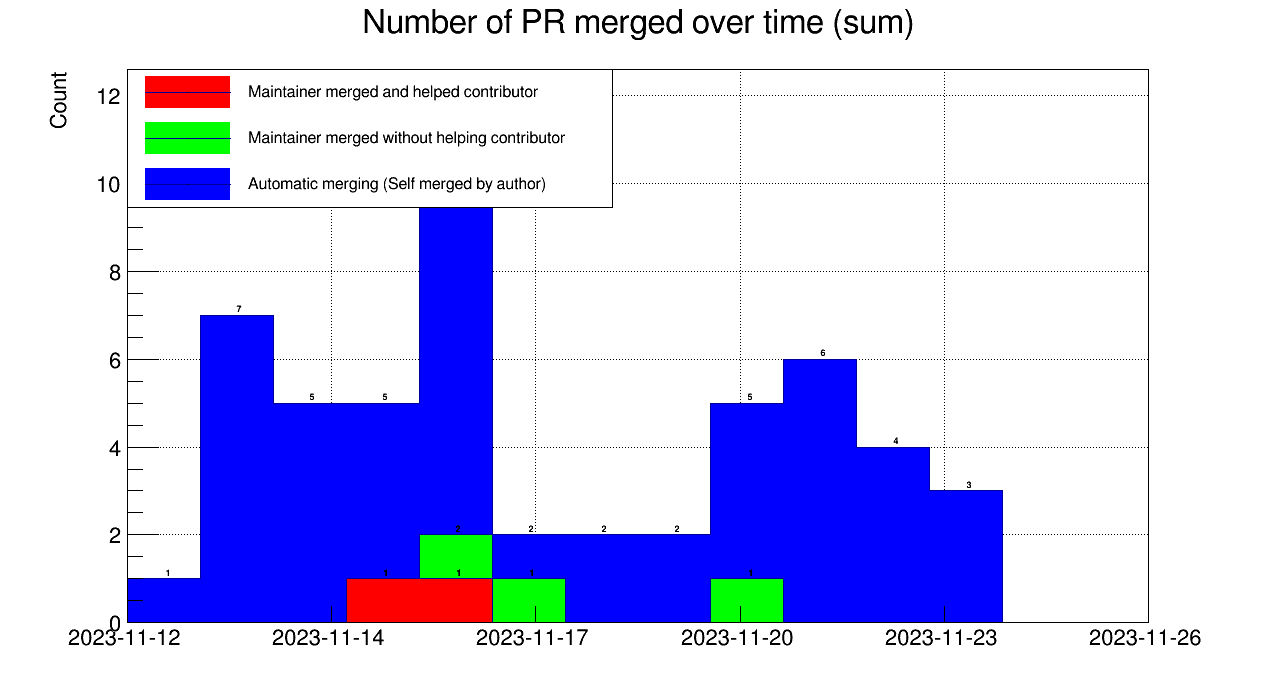 Number of PR merged over time (sum)
Count
Maintainer merged and helped contributor
Maintainer merged without helping contributor
Automatic merging (Self merged by author)
12
10
8
6
4
2
0
7
5 5
5
6
4
3
2 2 2 2
1
1 1 1 1
2023-11-12 2023-11-14 2023-11-17 2023-11-20 2023-11-23 2023-11-26